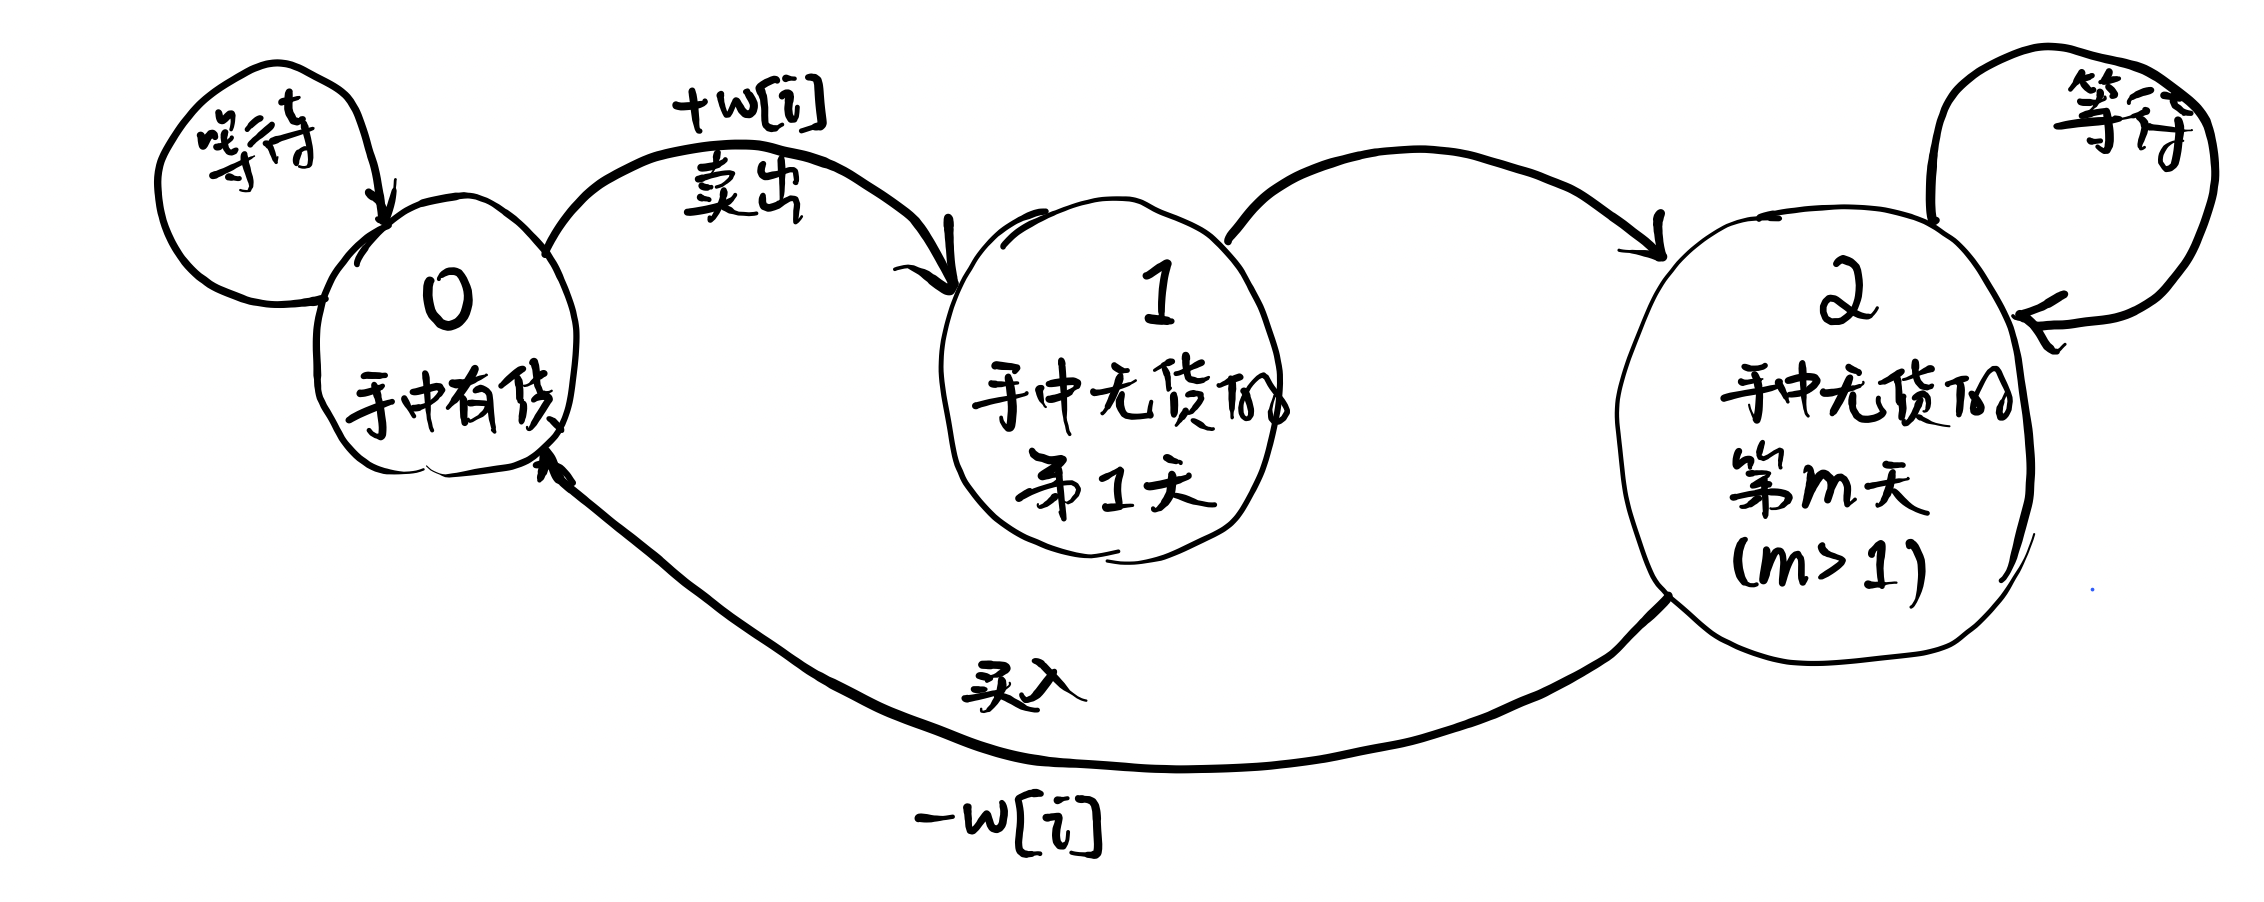 等待
+w[i]
卖出
等待
0
手中有货
1
手中无货的
第1天
2
手中无货的
第m天
(m>1)
买入
-w[i]